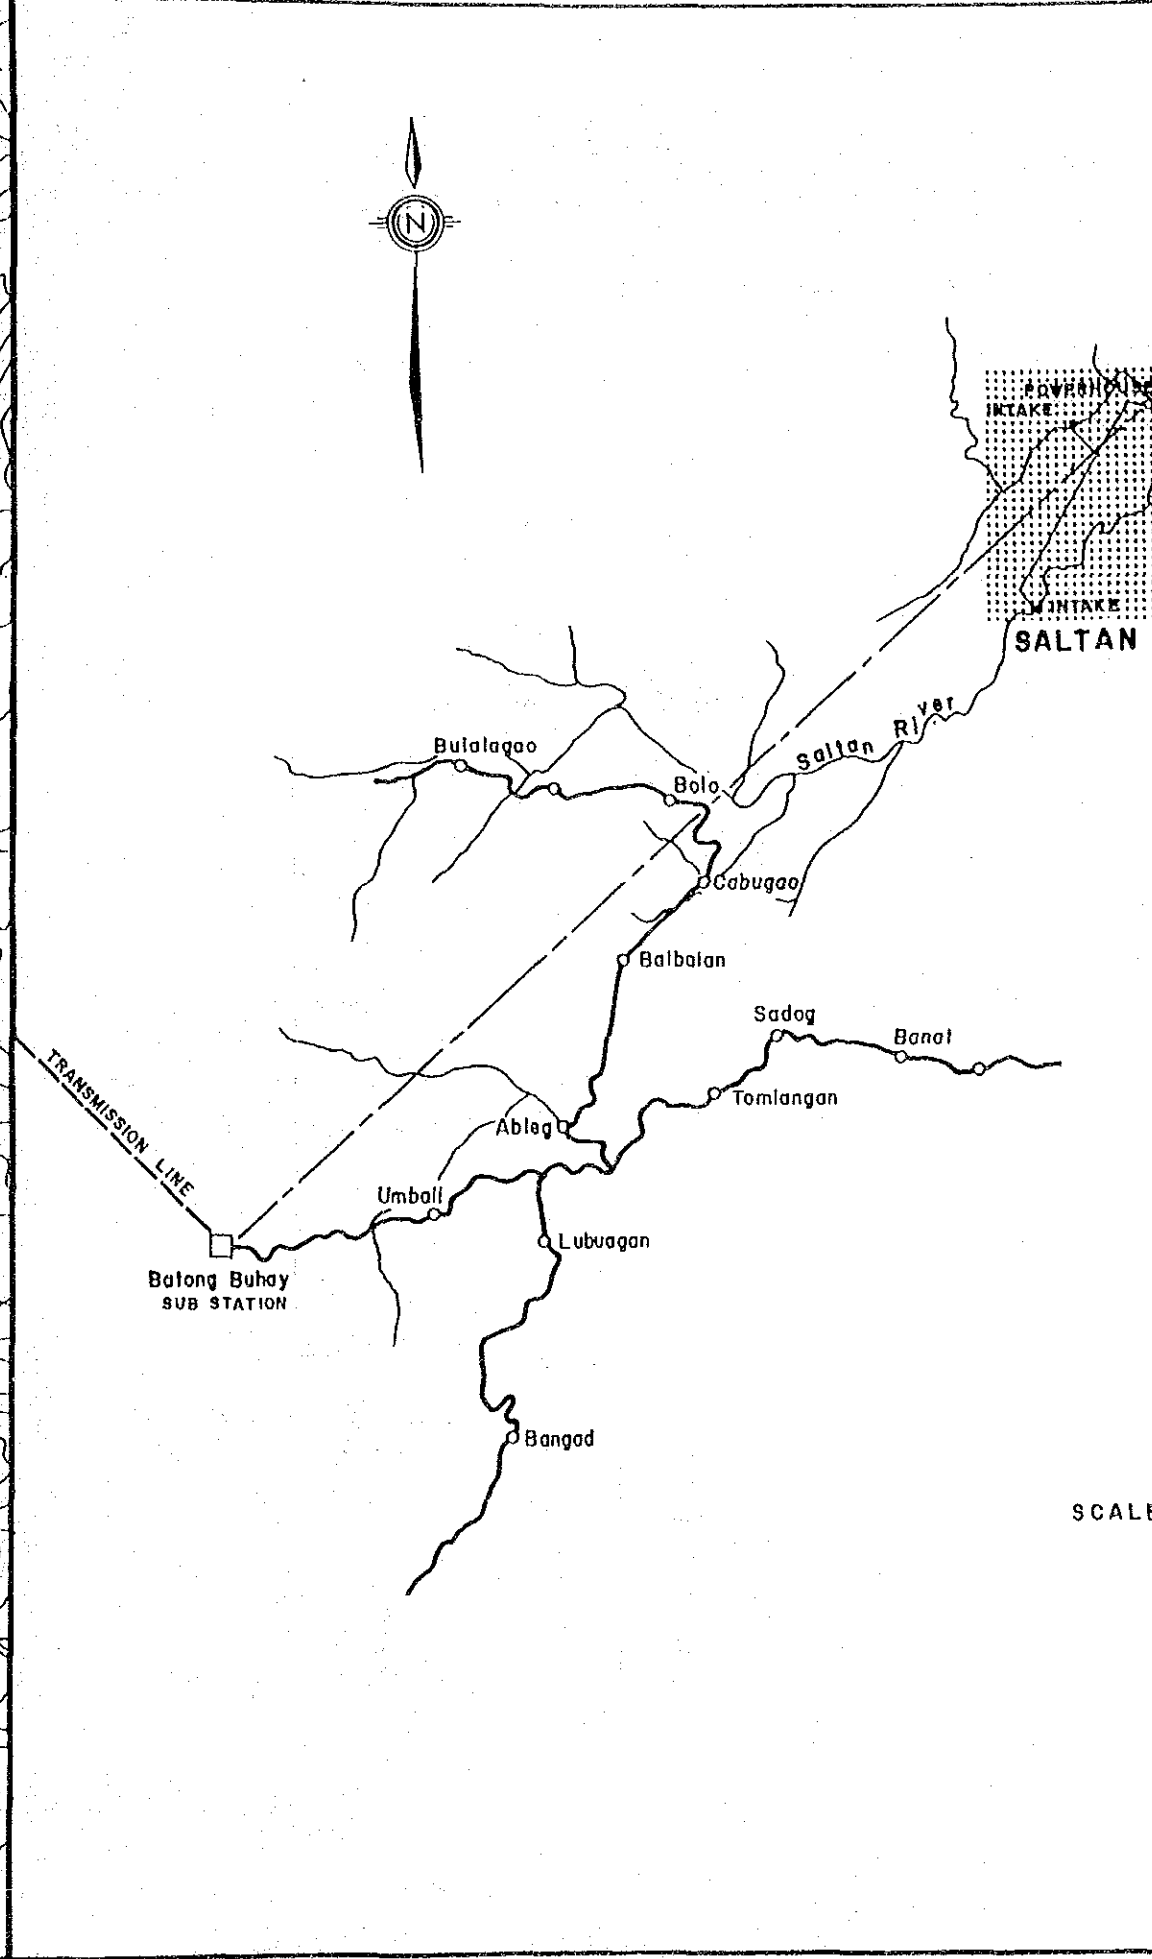 N
POWERHOUSE
INTAKE
INTAKE
SALTAN
Saltan River
Bulalagao
Bolo
Cabugao
Balbalan
Sadog
Banat
Tomiangan
TRANSMISSION LINE
Ableg
Umbali
Lubuagan
Batong Buhay
SUB STATION
Bangad
SCALE